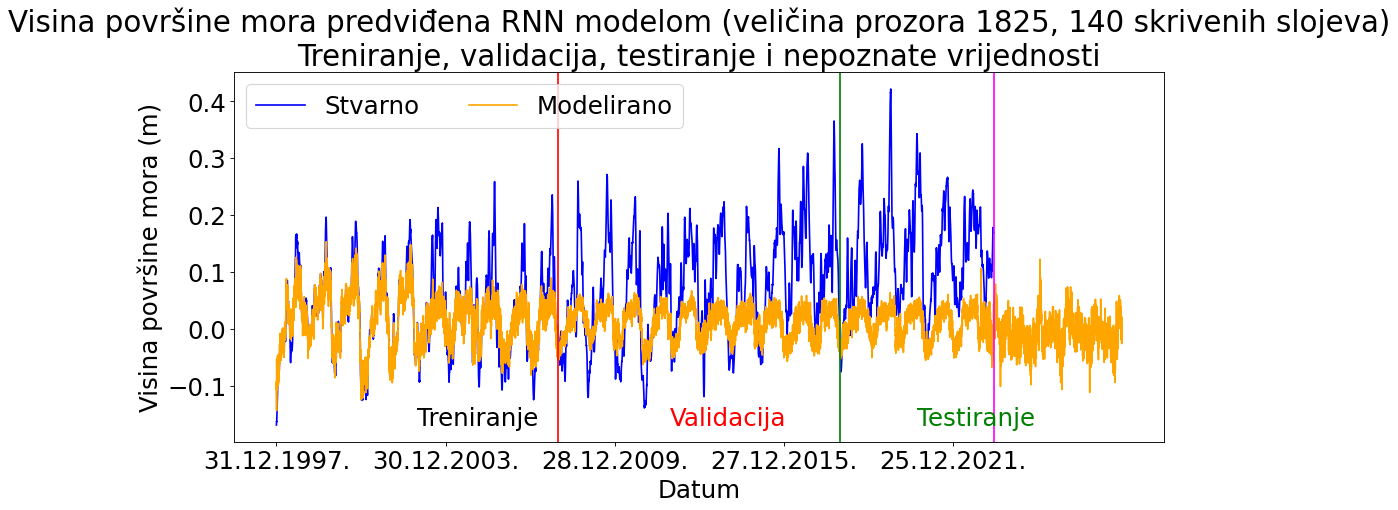 Visina površine mora predviđena RNN modelom (veličina prozora 1825, 140 skrivenih slojeva)
Treniranje, validacija, testiranje i nepoznate vrijednosti
Stvarno Modelirano
Visina površine mora (m)
0.4
0.3
0.2
0.1
0.0
−0.1
Treniranje Validacija Testiranje
31.12.1997. 30.12.2003. 28.12.2009. 27.12.2015. 25.12.2021.
Datum